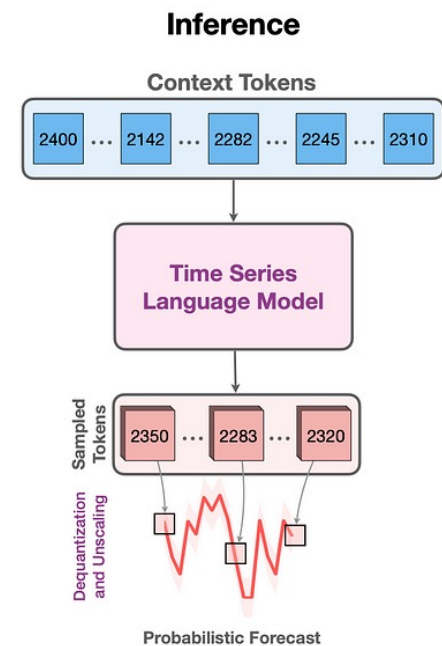 Inference
Context Tokens
2400 ... 2142 ... 2282 ... 2245 ... 2310
Time Series
Language Model
Sampled
Tokens
2350 ... 2283 ... 2320
Dequantization
and Unscaling
Probabilistic Forecast